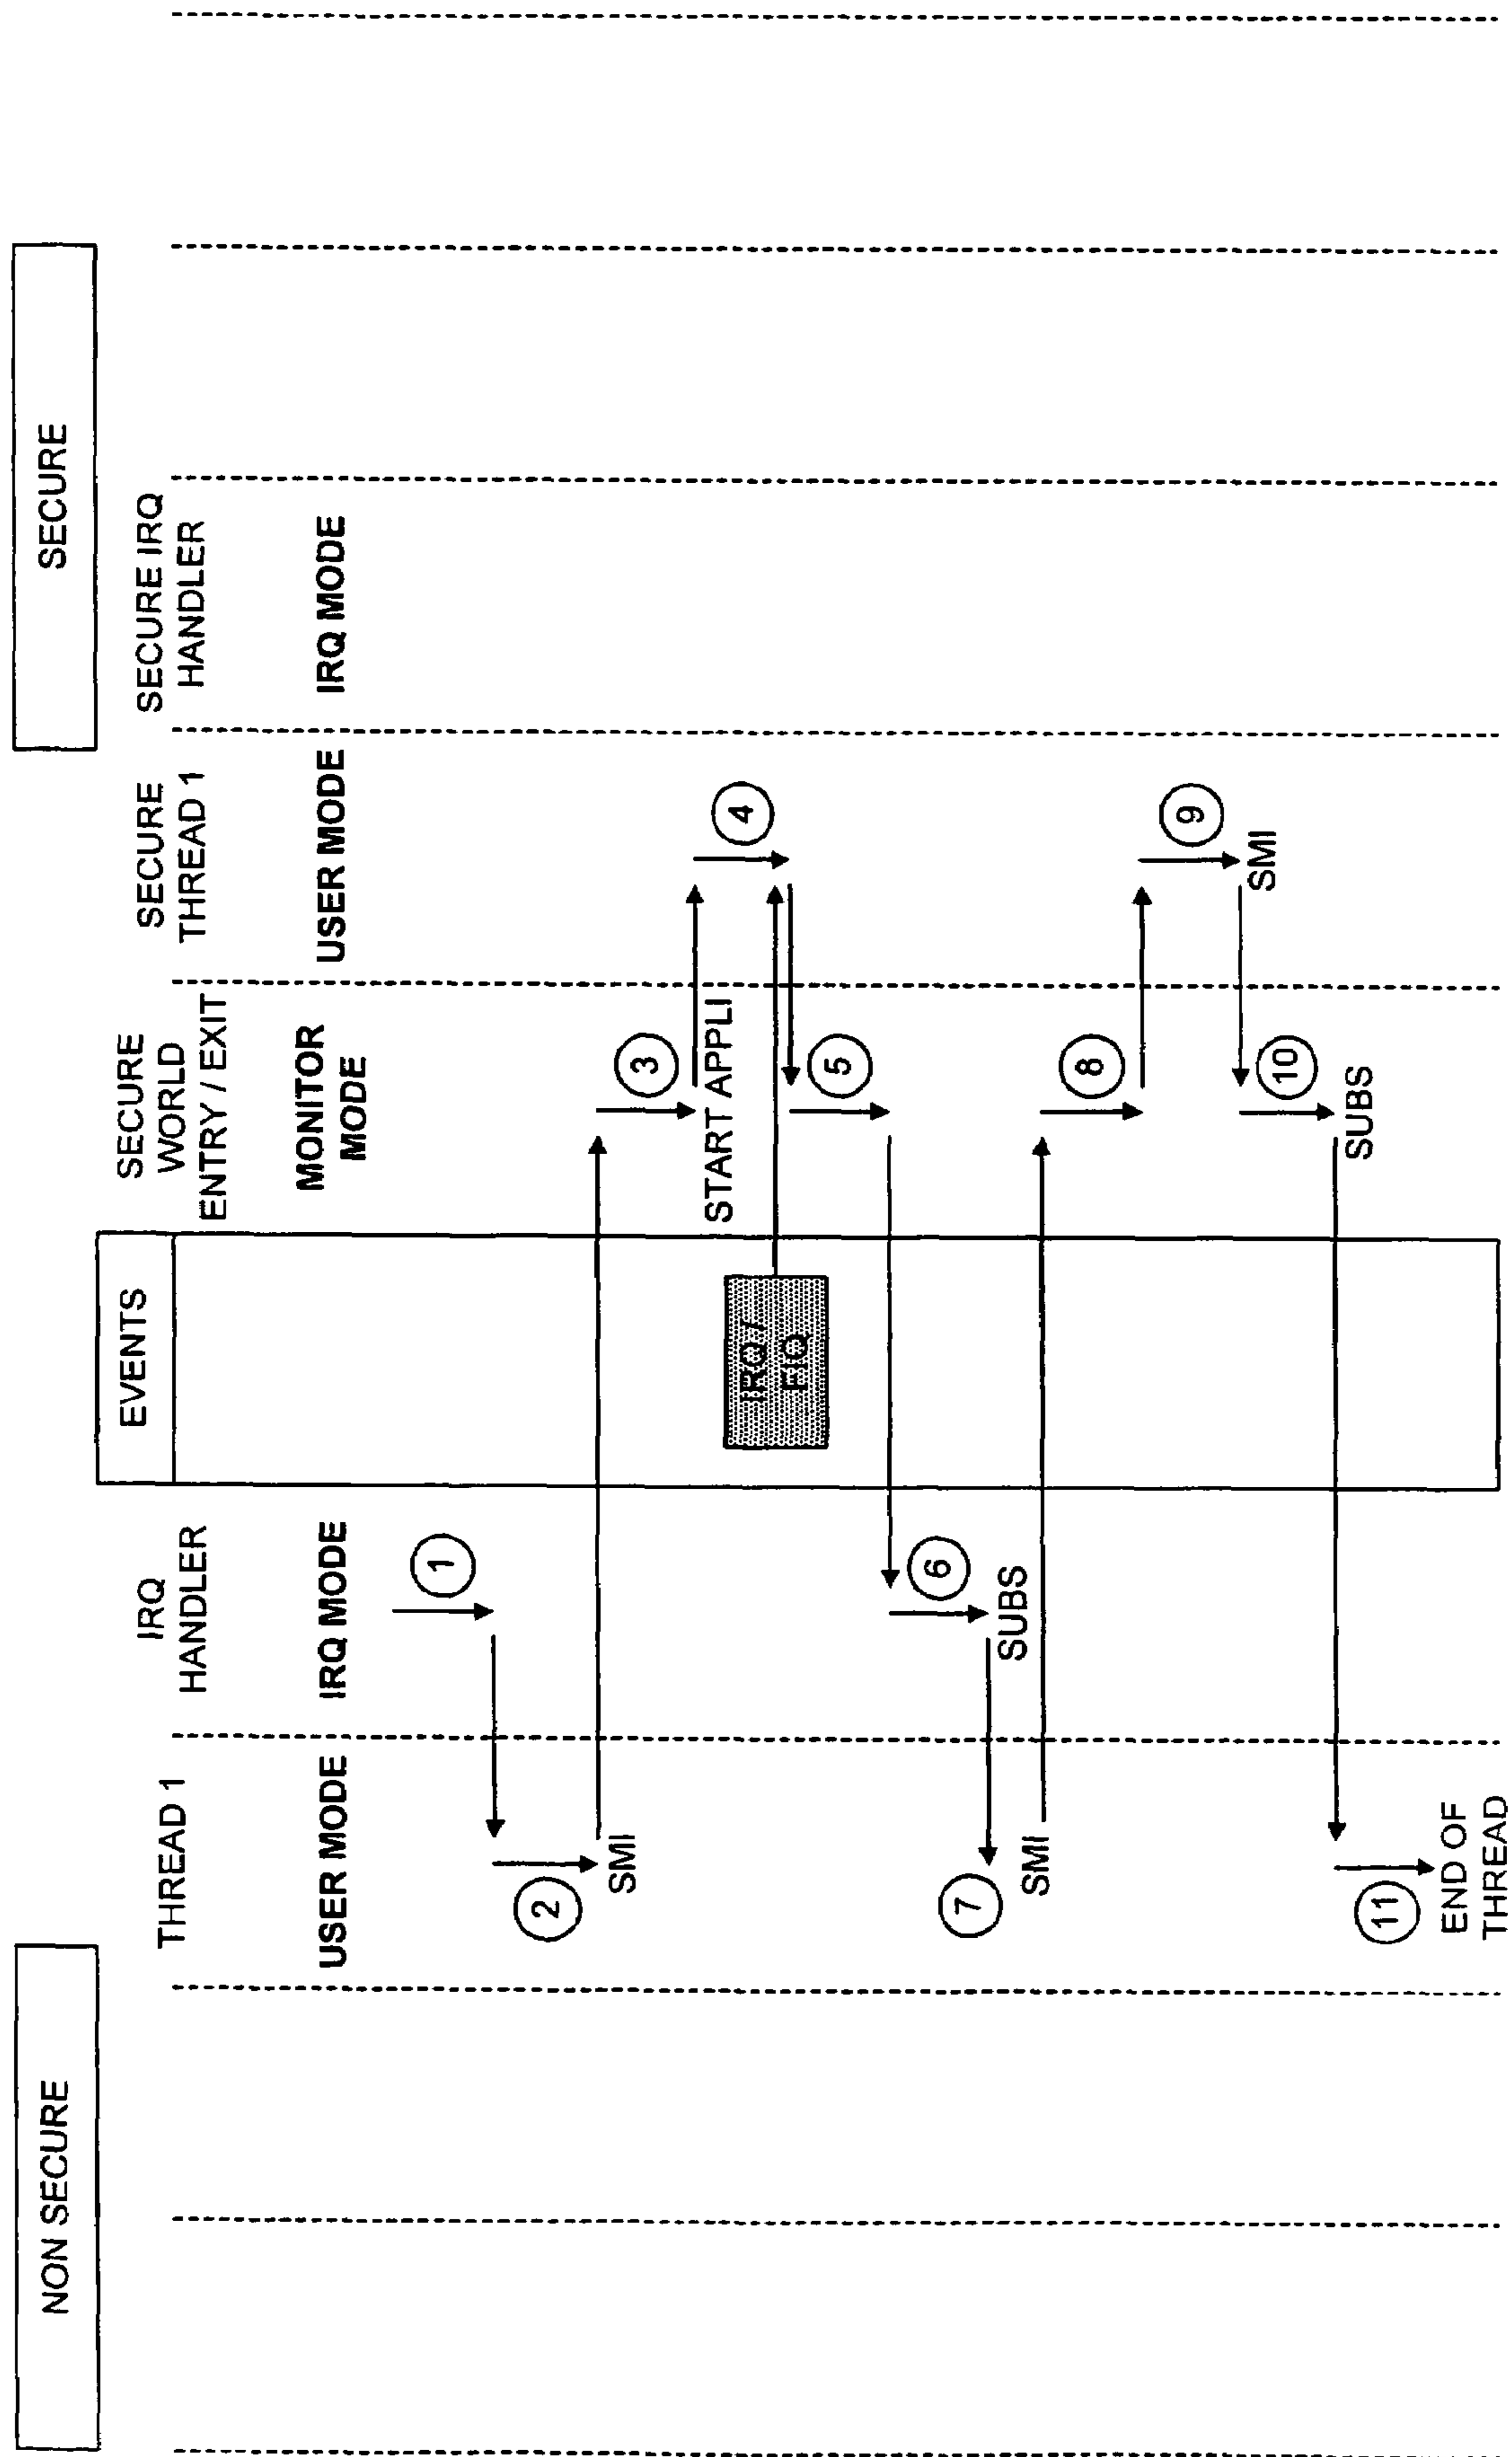 NON SECURE
SECURE
THREAD 1
USER MODE
IRQ
HANDLER
IRQ MODE
EVENTS
SECURE
WORLD
ENTRY / EXIT
MONITOR
MODE
SECURE
THREAD 1
USER MODE
SECURE IRQ
HANDLER
IRQ MODE
1
2
SMI
3
START APPLI
IRQ /
FIQ
4
5
6
SUBS
7
SMI
8
9
SMI
10
SUBS
11
END OF
THREAD